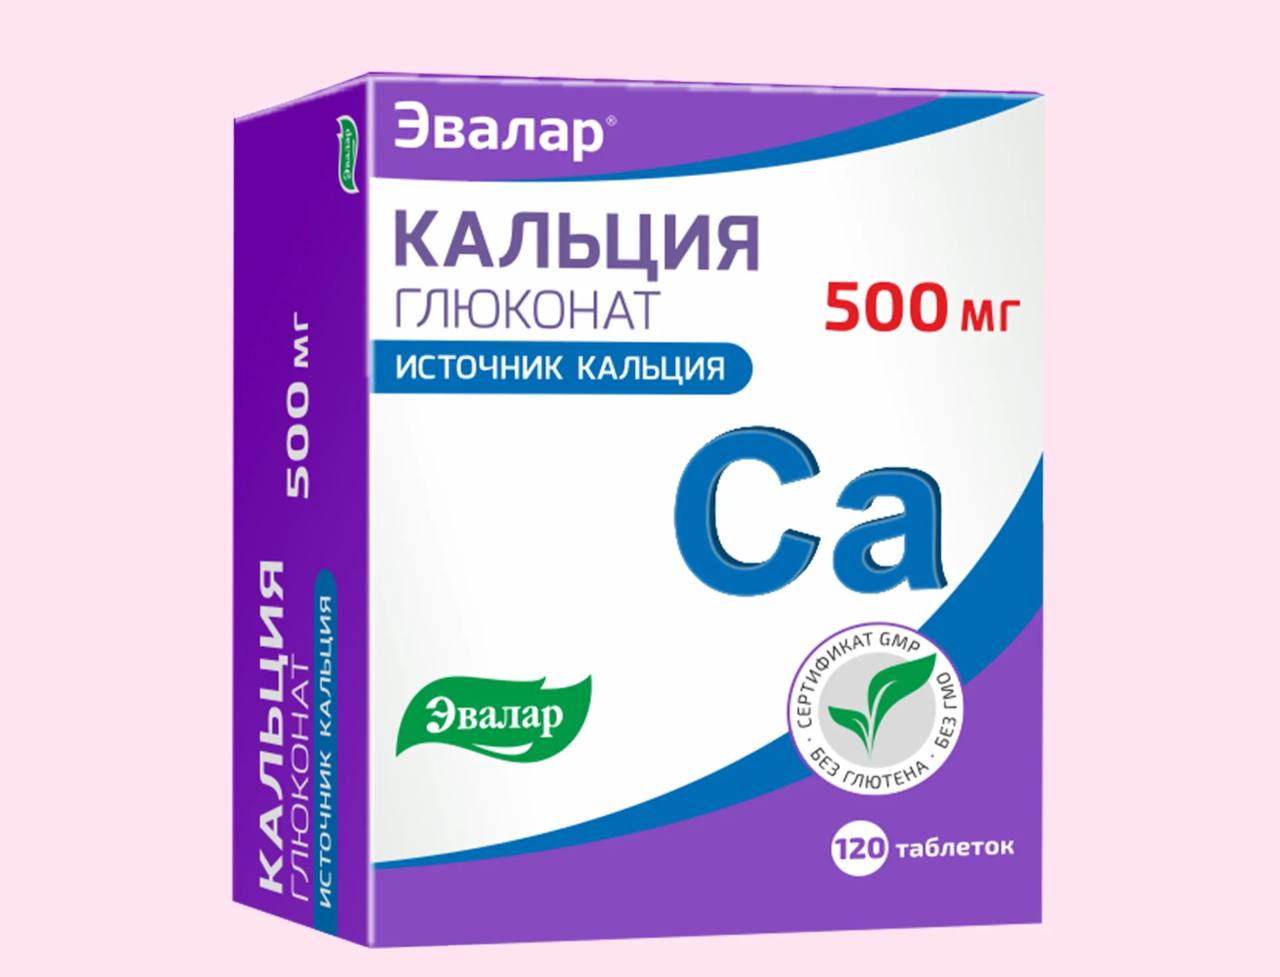 Эвалар®
КАЛЬЦИЯ
ГЛЮКОНАТ
500 мг
ИСТОЧНИК КАЛЬЦИЯ
Ca
Эвалар
СЕРТИФИКАТ GMP · БЕЗ ГМО · БЕЗ ГЛЮТЕНА ·
120 таблеток
Эвалар
КАЛЬЦИЯ 500 мг
ГЛЮКОНАТ
ИСТОЧНИК КАЛЬЦИЯ